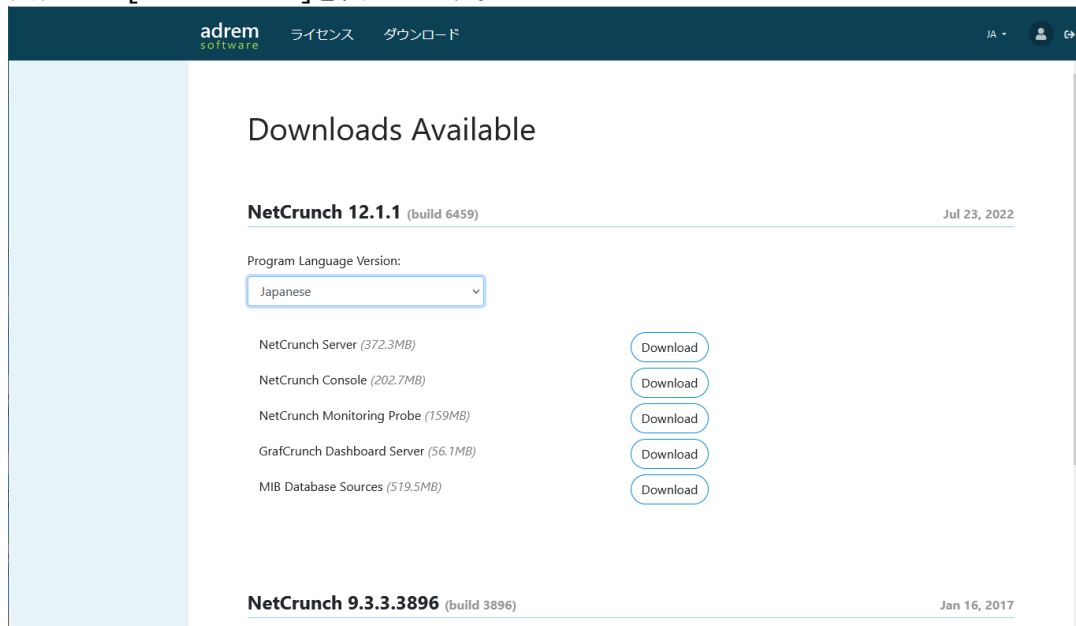 adrem
software
ライセンス ダウンロード JA
Downloads Available
NetCrunch 12.1.1 (build 6459) Jul 23, 2022
Program Language Version:
Japanese
NetCrunch Server (372.3MB) Download
NetCrunch Console (202.7MB) Download
NetCrunch Monitoring Probe (159MB) Download
GrafCrunch Dashboard Server (56.1MB) Download
MIB Database Sources (519.5MB) Download
NetCrunch 9.3.3.3896 (build 3896) Jan 16, 2017